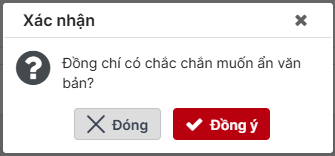 Xác nhận
Đồng chí có chắc chắn muốn ẩn văn
bản?
Đóng
Đồng ý